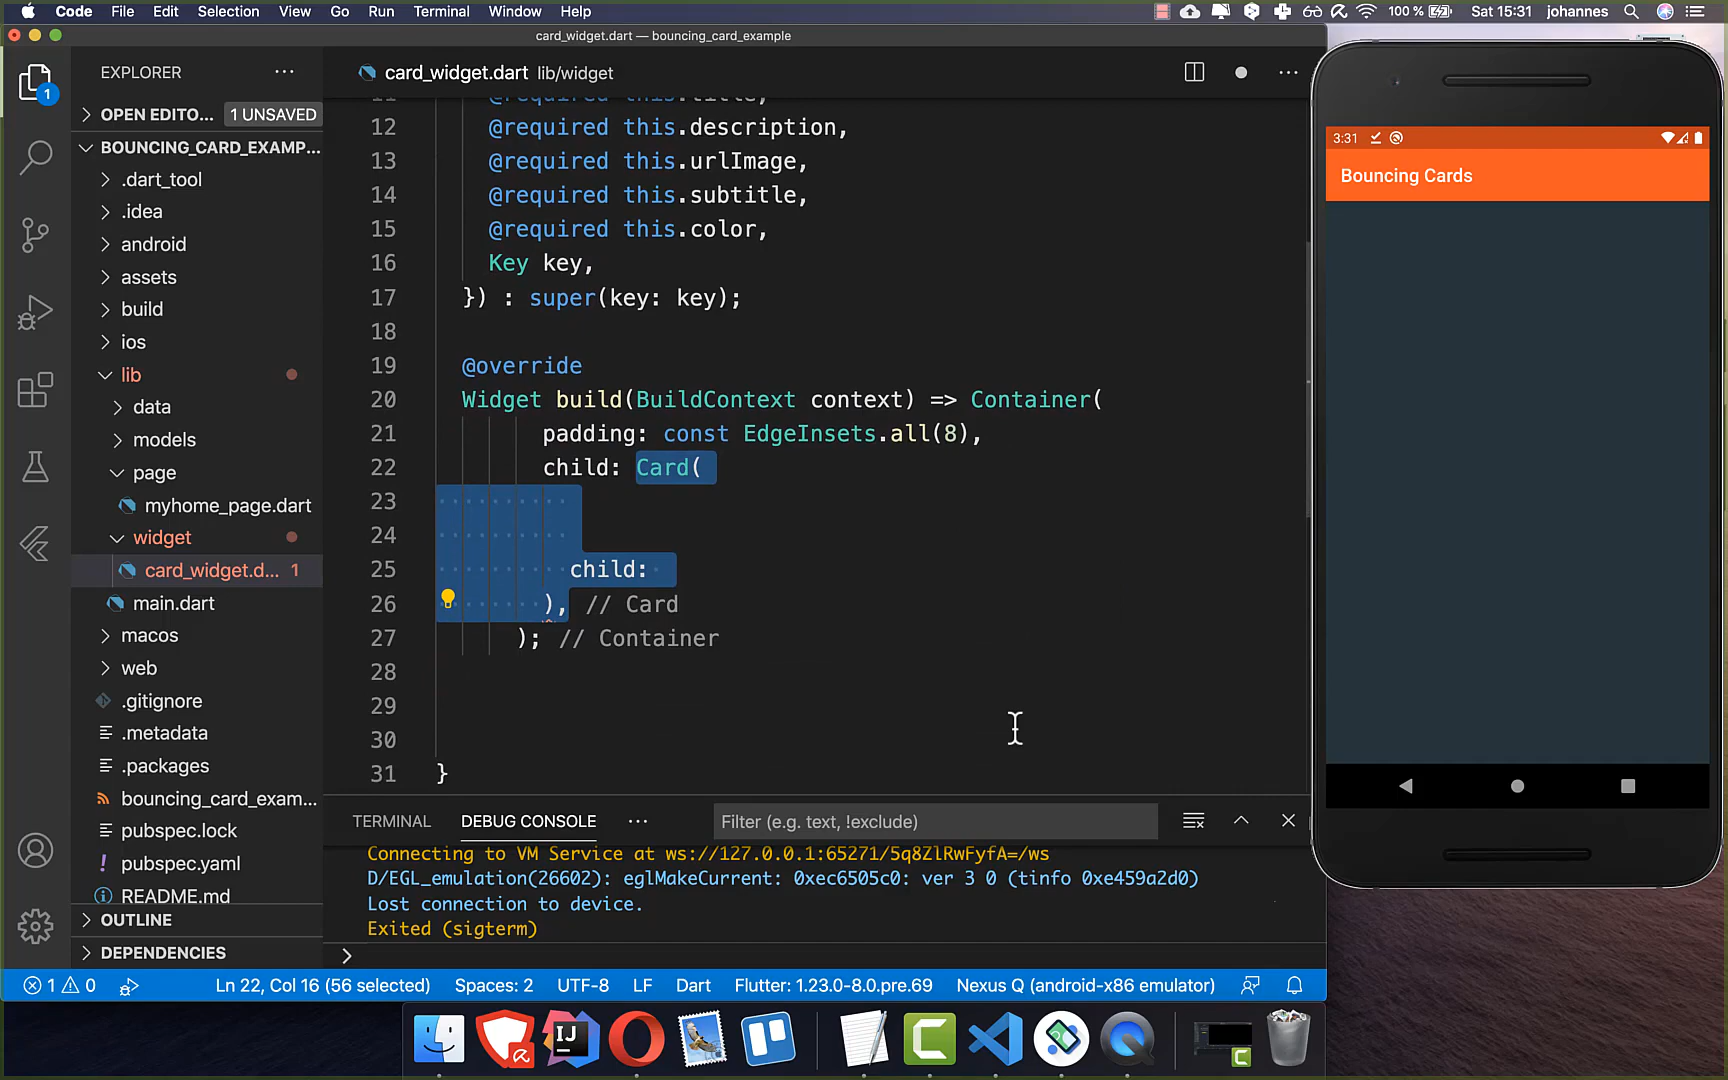 Code File Edit Selection View Go Run Terminal Window Help
100 % Sat 15:31 johannes
card_widget.dart — bouncing_card_example
EXPLORER
1
OPEN EDITO... 1 UNSAVED
BOUNCING_CARD_EXAMP...
.dart_tool
.idea
android
assets
build
ios
lib
data
models
page
myhome_page.dart
widget
card_widget.d... 1
main.dart
macos
web
.gitignore
.metadata
.packages
bouncing_card_exam...
pubspec.lock
! pubspec.yaml
README.md
OUTLINE
DEPENDENCIES
card_widget.dart lib/widget
11 @required this.title,
12 @required this.description,
13 @required this.urlImage,
14 @required this.subtitle,
15 @required this.color,
16 Key key,
17 }) : super(key: key);
18
19 @override
20 Widget build(BuildContext context) => Container(
21 padding: const EdgeInsets.all(8),
22 child: Card(
23
24
25 child:
26 ), // Card
27 ); // Container
28
29
30
31 }
TERMINAL DEBUG CONSOLE Filter (e.g. text, !exclude)
Connecting to VM Service at ws://127.0.0.1:65271/5q8ZlRwFyfA=/ws
D/EGL_emulation(26602): eglMakeCurrent: 0xec6505c0: ver 3 0 (tinfo 0xe459a2d0)
Lost connection to device.
Exited (sigterm)
1 0 Ln 22, Col 16 (56 selected) Spaces: 2 UTF-8 LF Dart Flutter: 1.23.0-8.0.pre.69 Nexus Q (android-x86 emulator)
3:31
Bouncing Cards
IJ